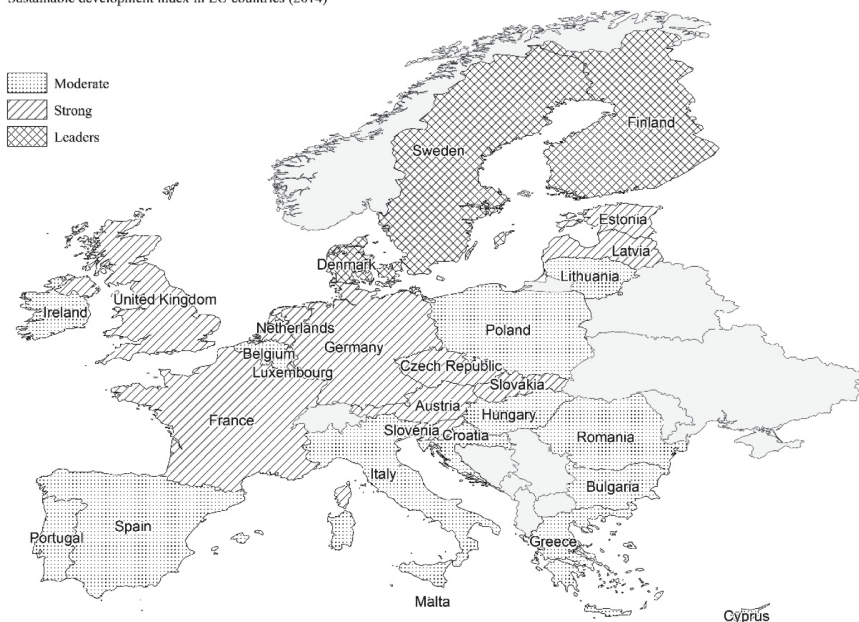 Sustainable development index in EU countries (2014)
Moderate
Strong
Leaders
Finland
Sweden
Estonia
Latvia
Denmark
Lithuania
United Kingdom
Ireland
Netherlands
Poland
Belgium
Germany
Luxembourg
Czech Republic
Slovakia
Austria
France
Hungary
Slovenia
Croatia
Romania
Italy
Bulgaria
Spain
Portugal
Greece
Malta
Cyprus